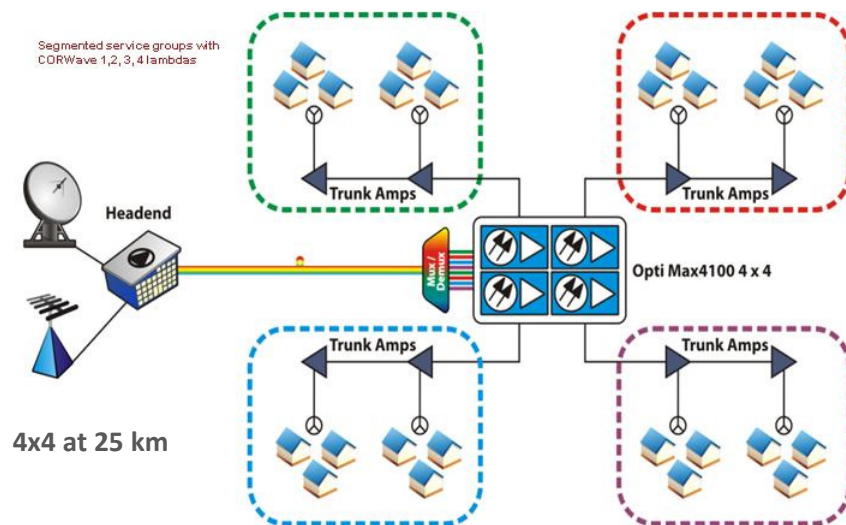 Segmented service groups with
CORWave 1,2, 3, 4 lambdas
Trunk Amps
Trunk Amps
Headend
Mux /
Demux
Opti Max4100 4 x 4
Trunk Amps
Trunk Amps
4x4 at 25 km